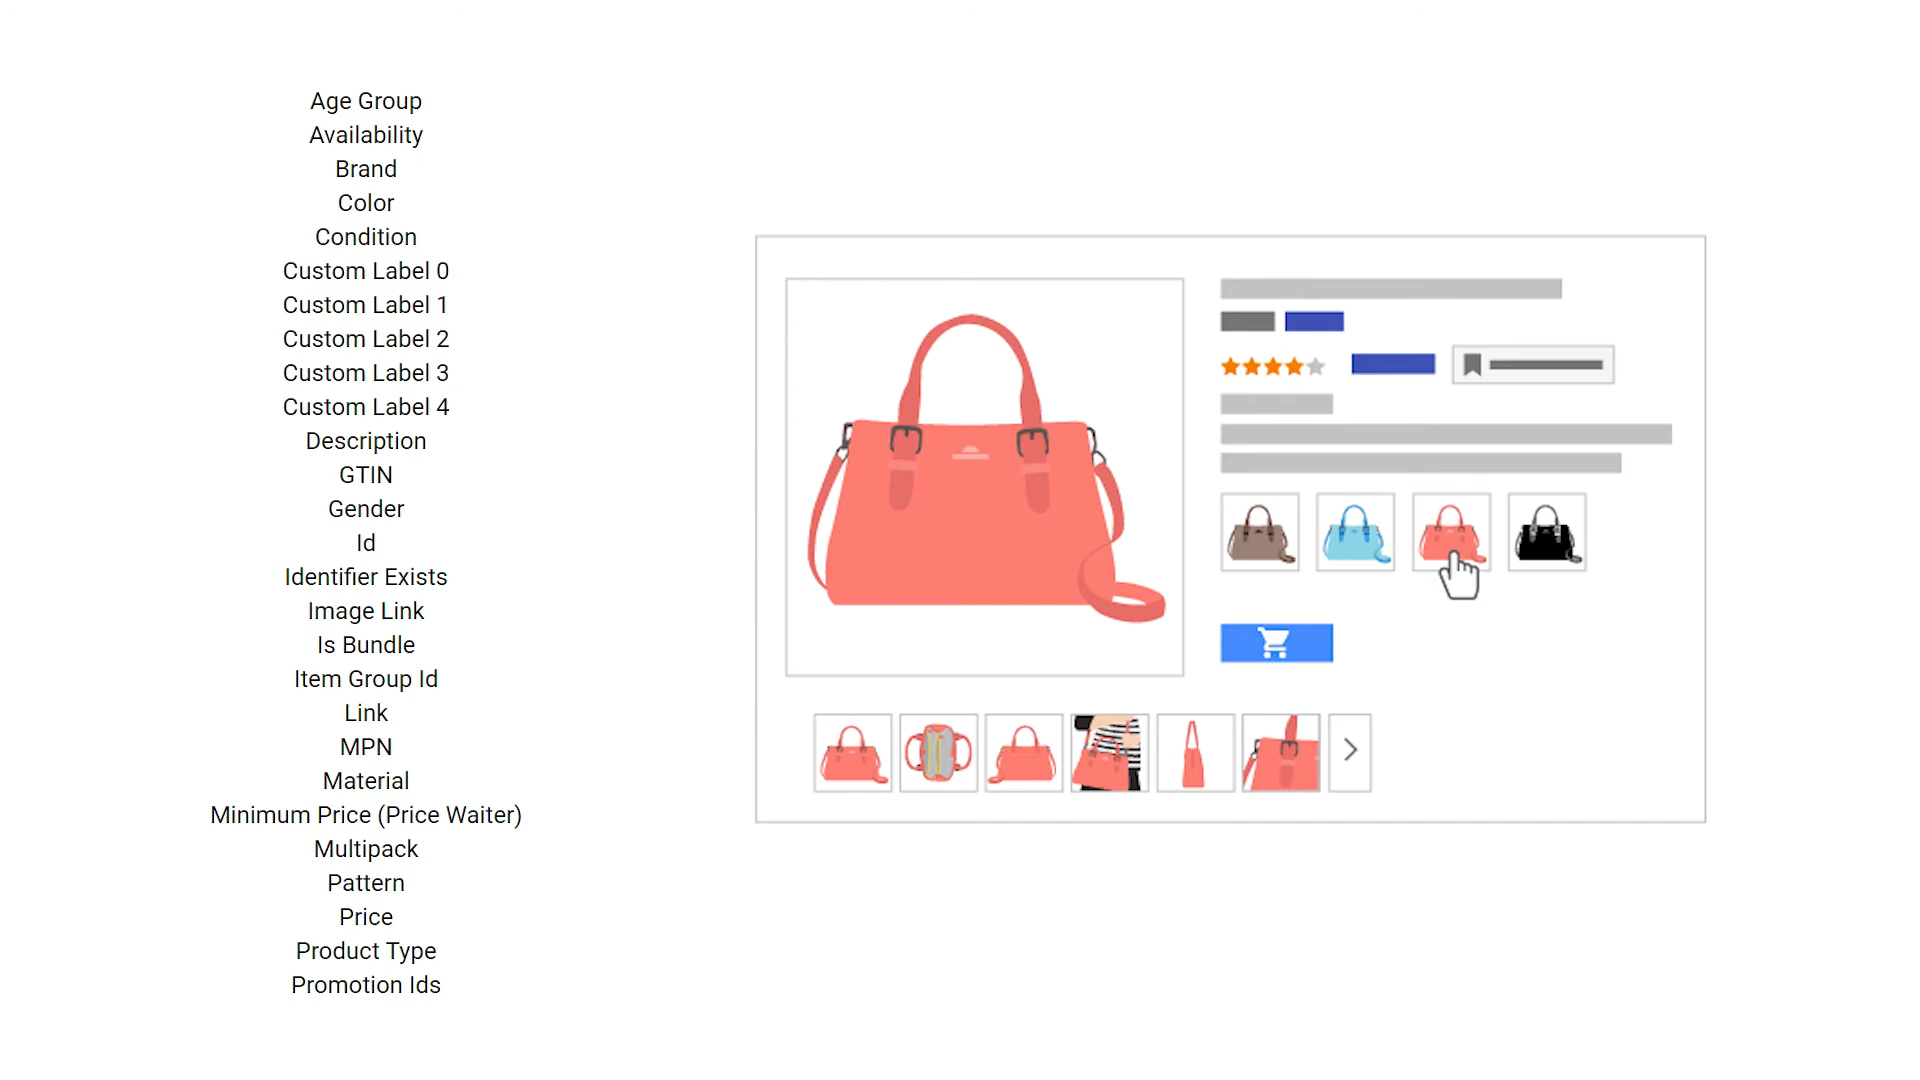 Age Group
Availability
Brand
Color
Condition
Custom Label 0
Custom Label 1
Custom Label 2
Custom Label 3
Custom Label 4
Description
GTIN
Gender
Id
Identifier Exists
Image Link
Is Bundle
Item Group Id
Link
MPN
Material
Minimum Price (Price Waiter)
Multipack
Pattern
Price
Product Type
Promotion Ids